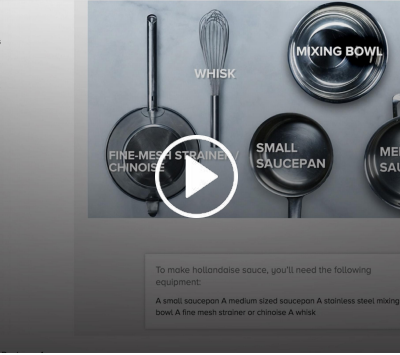 WHISK
MIXING BOWL
FINE-MESH STRAINER /
CHINOISE
SMALL
SAUCEPAN
To make hollandaise sauce, you'll need the following
equipment:
A small saucepan A medium sized saucepan A stainless steel mixing
bowl A fine mesh strainer or chinoise A whisk